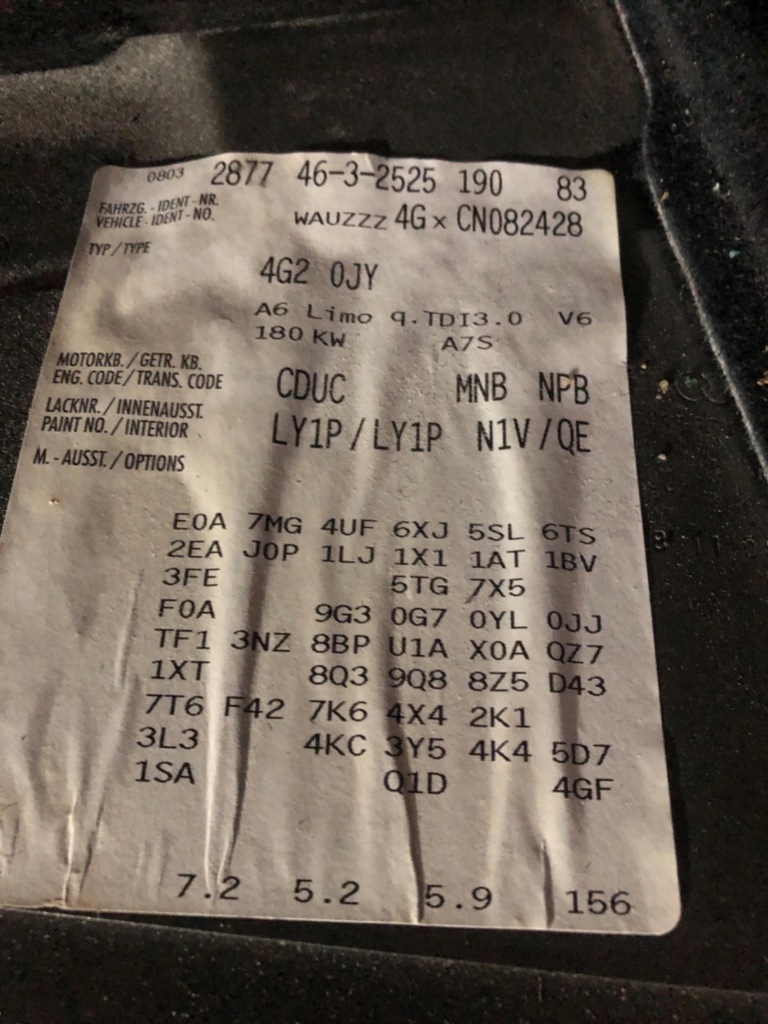 0803 2877 46-3-2525 190 83
FAHRZG. - IDENT - NR.
VEHICLE - IDENT - NO.
WAUZZZ 4G x CN082428
TYP / TYPE
4G2 0JY
A6 Limo q.TDI3.0 V6
180 KW A7S
MOTORKB. / GETR. KB.
ENG. CODE / TRANS. CODE
CDUC MNB NPB
LACKNR. / INNENAUSST.
PAINT NO. / INTERIOR
LY1P / LY1P N1V / QE
M. - AUSST. / OPTIONS
E0A 7MG 4UF 6XJ 5SL 6TS
2EA J0P 1LJ 1X1 1AT 1BV
3FE 5TG 7X5
F0A 9G3 0G7 0YL 0JJ
TF1 3NZ 8BP U1A X0A QZ7
1XT 8Q3 9Q8 8Z5 D43
7T6 F42 7K6 4X4 2K1
3L3 4KC 3Y5 4K4 5D7
1SA Q1D 4GF
7.2 5.2 5.9 156